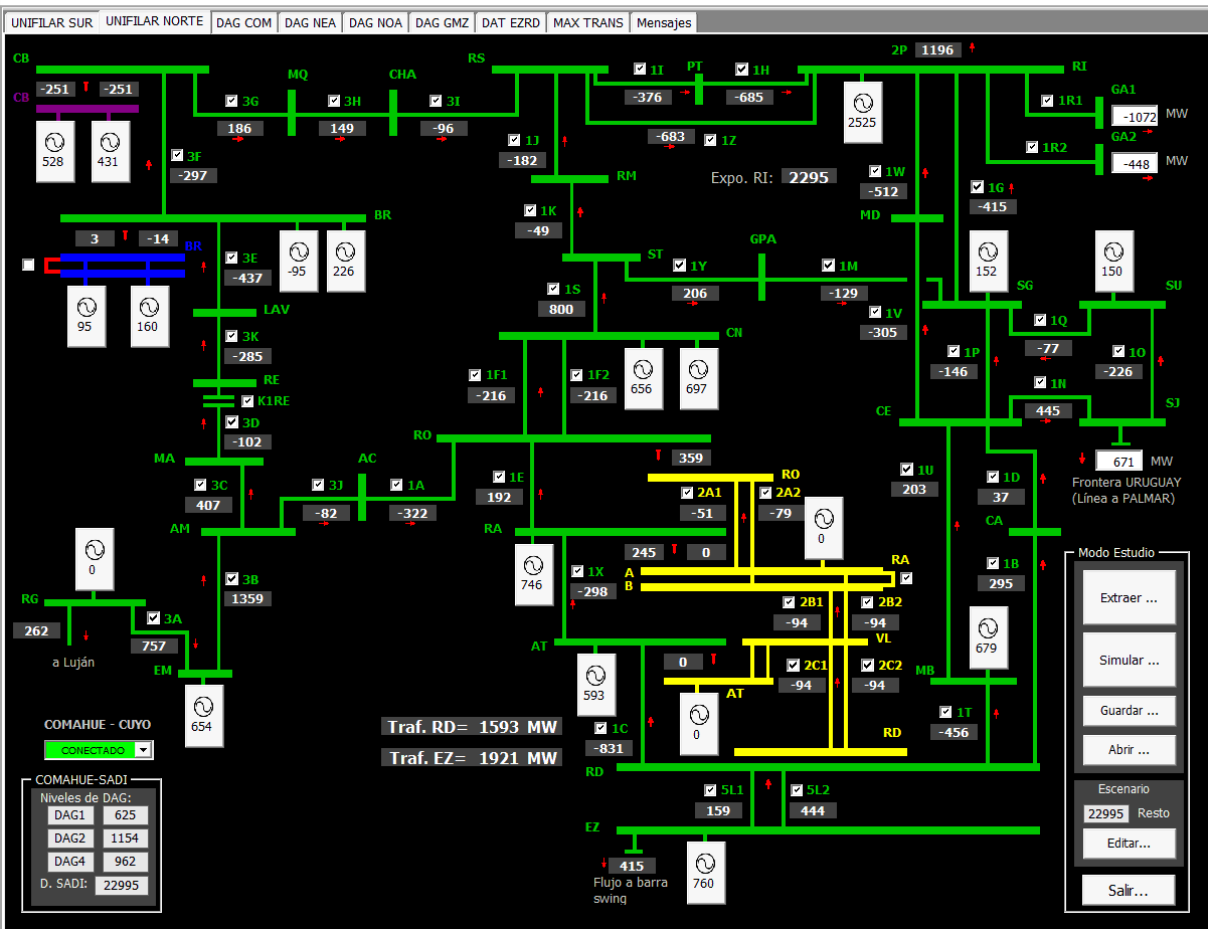 UNIFILAR SUR UNIFILAR NORTE DAG COM DAG NEA DAG NOA DAG GMZ DAT EZRD MAX TRANS Mensajes
2P 1196
CB RS PT RI
1I 1H
-251 -251 MQ CHA -376 -685 GA1
CB 3G 3H 3I 1R1 -1072 MW
186 149 -96 2525
528 431 1J -683 1Z GA2
3F -182 1R2 -448 MW
-297 RM Expo. RI: 2295 1W 1G
-512 -415
1K
BR -49 MD
3 -14 GPA
BR 3E -95 226 ST 1Y 1M 152 150
-437 206 -129 SG SU
95 160 LAV 1S 1V 1Q
3K 800 -305 -77
-285 CN 1P 1O
RE 1F1 1F2 656 697 -146 -226
K1RE -216 -216 1N
3D CE 445 SJ
-102 RO
MA AC 359 671 MW
3C 3J 1A 1E RO 1U 1D Frontera URUGUAY
407 -82 -322 192 2A1 2A2 203 37 (Línea a PALMAR)
-51 -79
AM RA 0 CA
0 245 0 RA Modo Estudio
3B 746 1X A 1B
1359 -298 B 295 Extraer ...
RG 2B1 2B2
262 3A -94 -94 679
757 AT VL Simular ...
a Luján 0 2C1 2C2
EM 593 AT -94 -94 MB
654 1C 0 1T Guardar ...
COMAHUE - CUYO Traf. RD= 1593 MW -831 RD -456
CONECTADO Traf. EZ= 1921 MW Abrir ...
RD
COMAHUE-SADI 5L1 5L2 Escenario
Niveles de DAG: 159 444 22995 Resto
DAG1 625
DAG2 1154 EZ Editar...
DAG4 962 415 760
D. SADI: 22995 Flujo a barra Salir...
swing